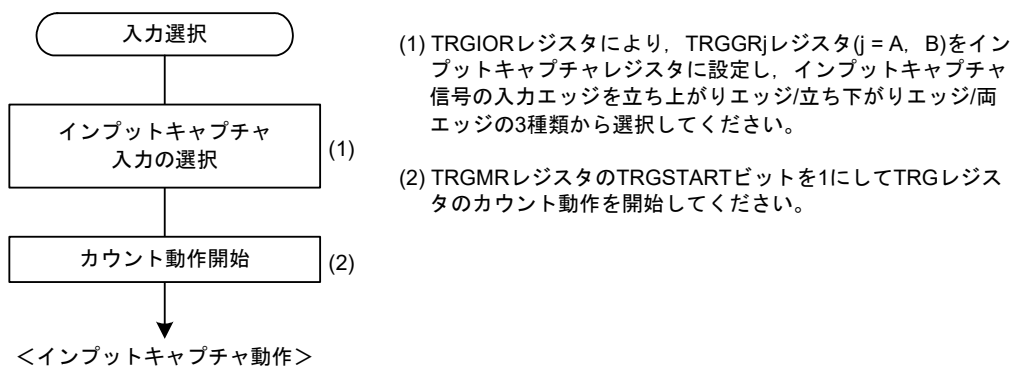 入力選択
インプットキャプチャ
入力の選択
(1)
カウント動作開始
(2)
＜インプットキャプチャ動作＞
(1) TRGIORレジスタにより，TRGGRjレジスタ(j = A，B)をイン
プットキャプチャレジスタに設定し，インプットキャプチャ
信号の入力エッジを立ち上がりエッジ/立ち下がりエッジ/両
エッジの3種類から選択してください。
(2) TRGMRレジスタのTRGSTARTビットを1にしてTRGレジス
タのカウント動作を開始してください。